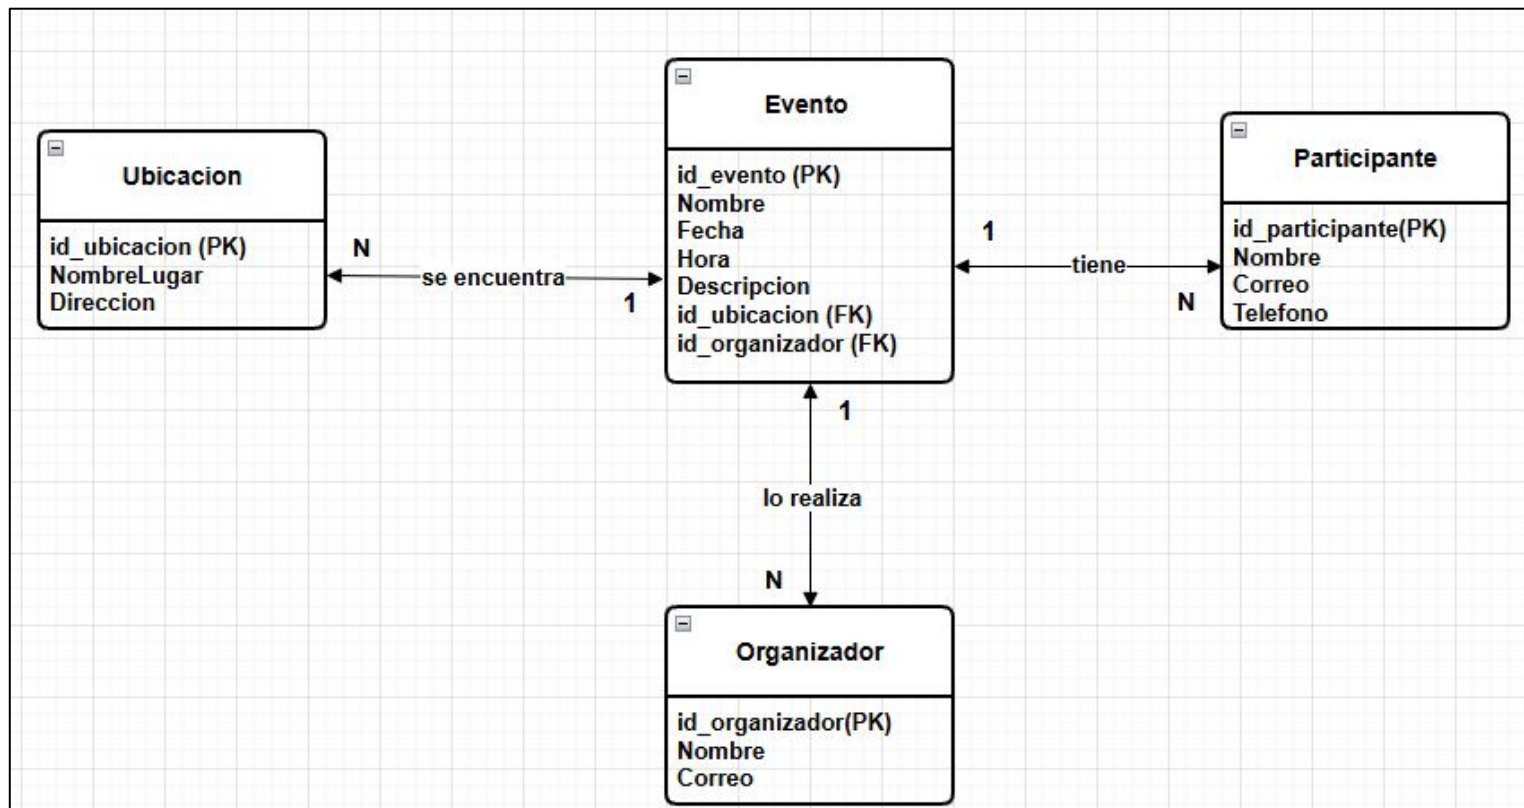 Ubicacion
id_ubicacion (PK)
NombreLugar
Direccion
N
se encuentra
1
Evento
id_evento (PK)
Nombre
Fecha
Hora
Descripcion
id_ubicacion (FK)
id_organizador (FK)
1
tiene
N
Participante
id_participante(PK)
Nombre
Correo
Telefono
1
lo realiza
N
Organizador
id_organizador(PK)
Nombre
Correo